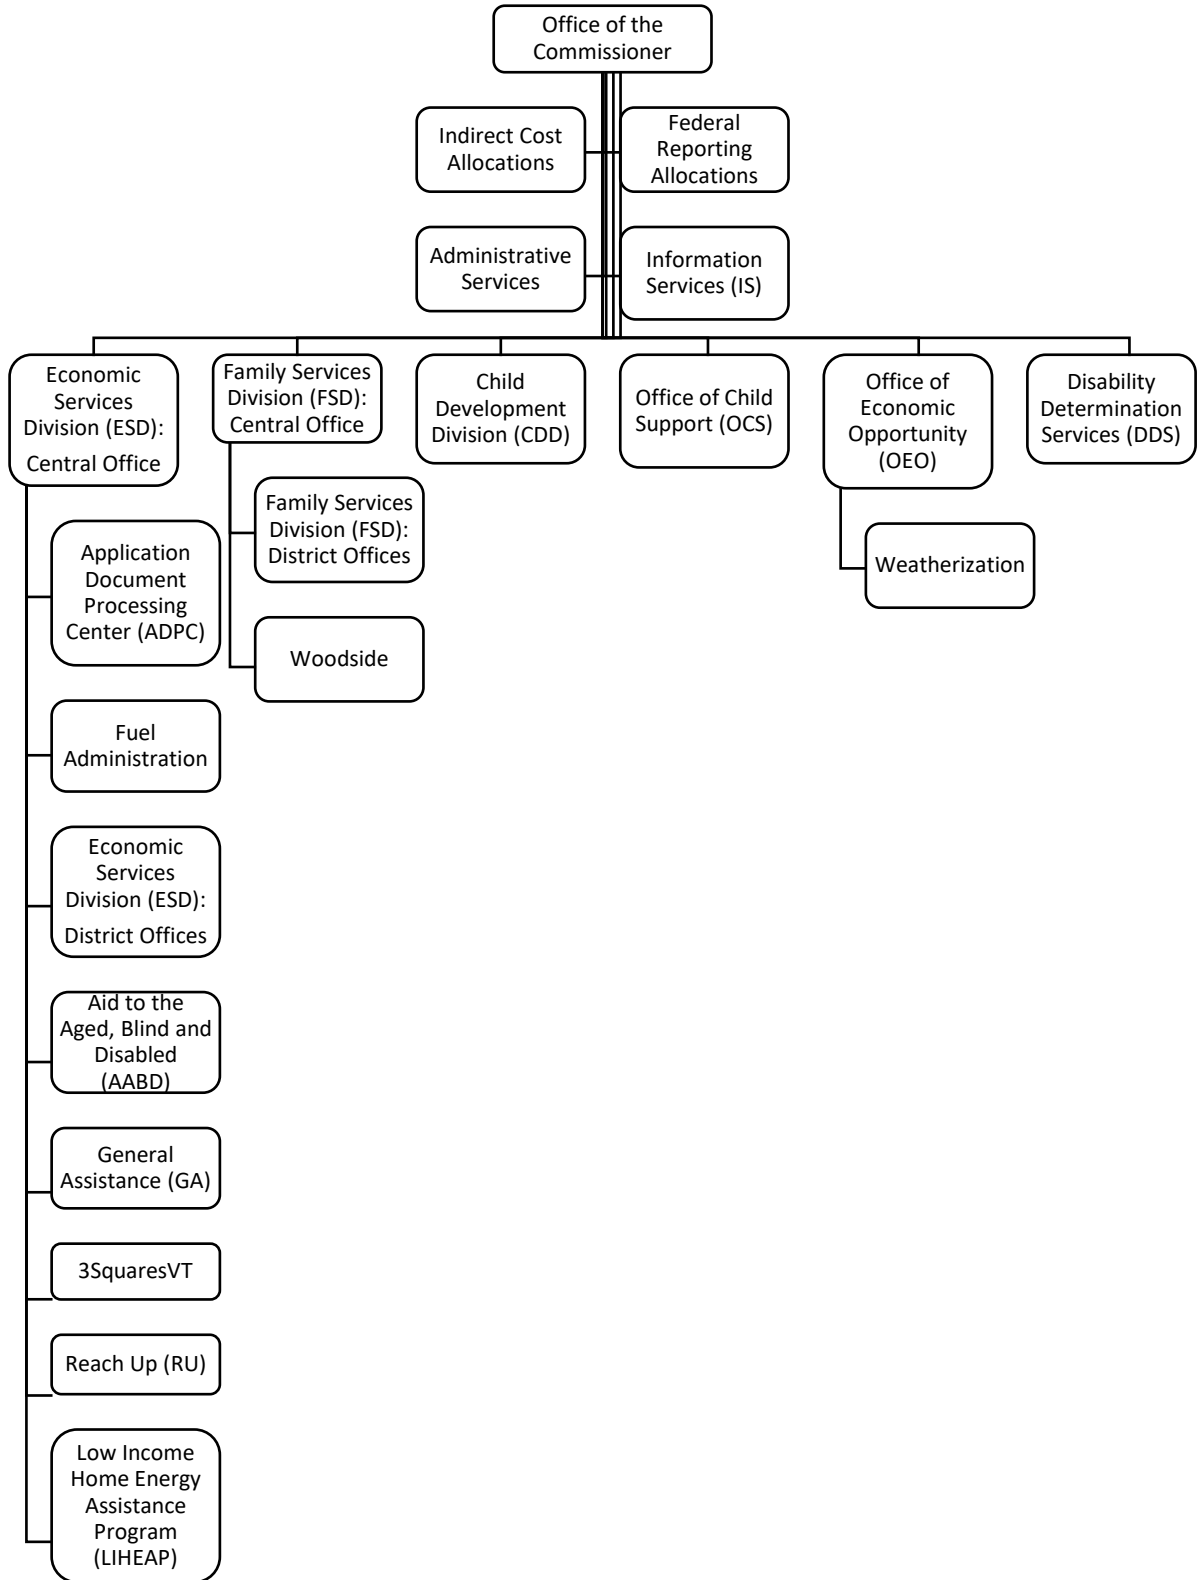 Office of the
Commissioner
Indirect Cost
Allocations
Federal
Reporting
Allocations
Administrative
Services
Information
Services (IS)
Economic
Services
Division (ESD):
Central Office
Family Services
Division (FSD):
Central Office
Child
Development
Division (CDD)
Office of Child
Support (OCS)
Office of
Economic
Opportunity
(OEO)
Disability
Determination
Services (DDS)
Application
Document
Processing
Center (ADPC)
Fuel
Administration
Economic
Services
Division (ESD):
District Offices
Aid to the
Aged, Blind and
Disabled
(AABD)
General
Assistance (GA)
3SquaresVT
Reach Up (RU)
Low Income
Home Energy
Assistance
Program
(LIHEAP)
Family Services
Division (FSD):
District Offices
Woodside
Weatherization